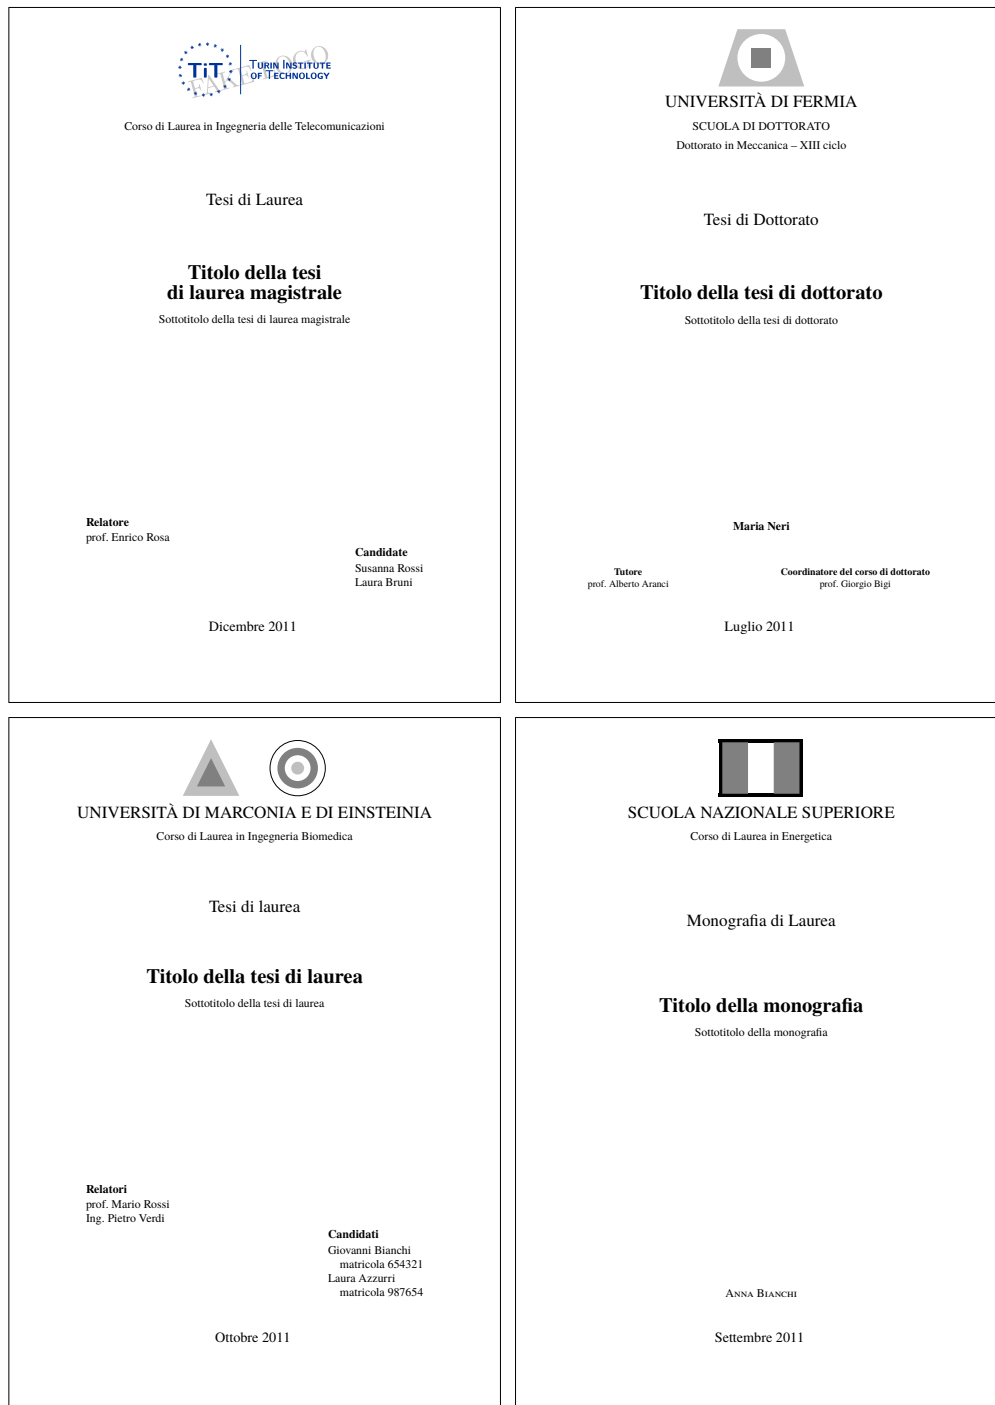 TiT TURIN INSTITUTE
OF TECHNOLOGY
FAKE LOGO
Corso di Laurea in Ingegneria delle Telecomunicazioni
Tesi di Laurea
Titolo della tesi
di laurea magistrale
Sottotitolo della tesi di laurea magistrale
Relatore
prof. Enrico Rosa
Candidate
Susanna Rossi
Laura Bruni
Dicembre 2011
UNIVERSITÀ DI FERMIA
SCUOLA DI DOTTORATO
Dottorato in Meccanica – XIII ciclo
Tesi di Dottorato
Titolo della tesi di dottorato
Sottotitolo della tesi di dottorato
Maria Neri
Tutore
prof. Alberto Aranci
Coordinatore del corso di dottorato
prof. Giorgio Bigi
Luglio 2011
UNIVERSITÀ DI MARCONIA E DI EINSTEINIA
Corso di Laurea in Ingegneria Biomedica
Tesi di laurea
Titolo della tesi di laurea
Sottotitolo della tesi di laurea
Relatori
prof. Mario Rossi
Ing. Pietro Verdi
Candidati
Giovanni Bianchi
matricola 654321
Laura Azzurri
matricola 987654
Ottobre 2011
SCUOLA NAZIONALE SUPERIORE
Corso di Laurea in Energetica
Monografia di Laurea
Titolo della monografia
Sottotitolo della monografia
ANNA BIANCHI
Settembre 2011